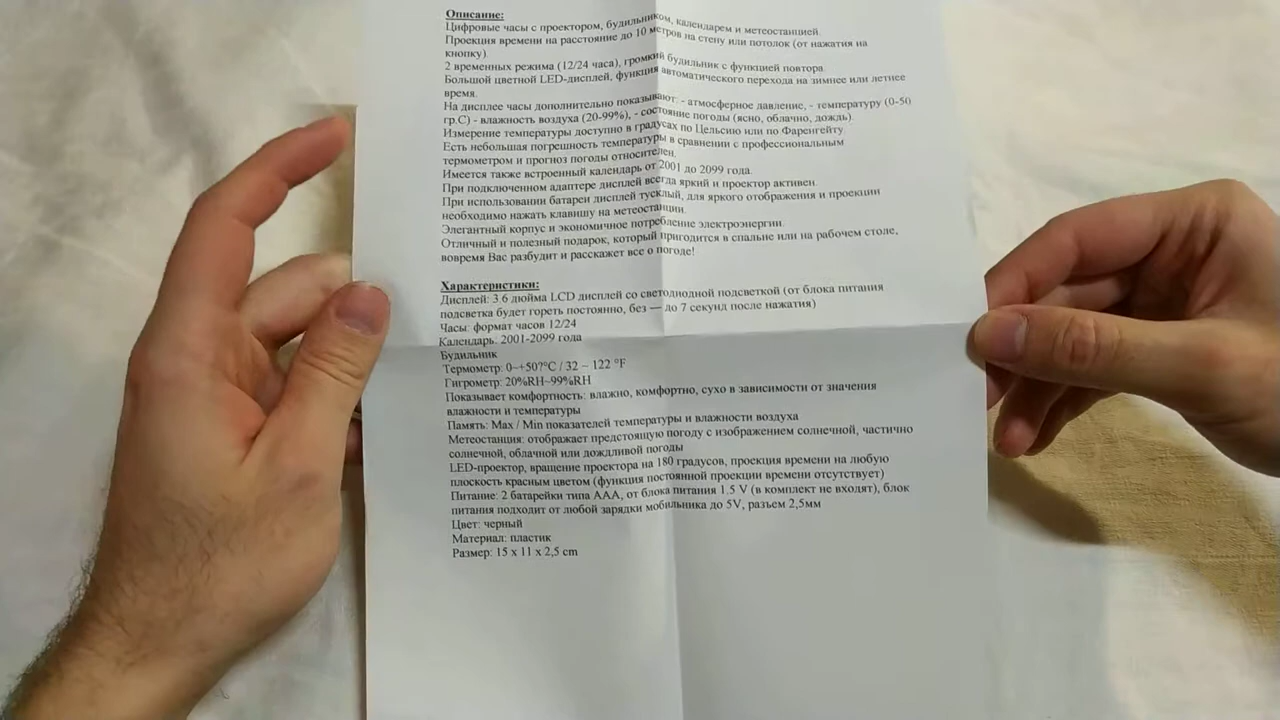 Описание:
Цифровые часы с проектором, будильником, календарем и метеостанцией.
Проекция времени на расстояние до 10 метров на стену или потолок (от нажатия на
кнопку).
2 временных режима (12/24 часа), громкий будильник с функцией повтора.
Большой цветной LED-дисплей, функция автоматического перехода на зимнее или летнее
время.
На дисплее часы дополнительно показывают: - атмосферное давление, - температуру (0-50
гр.С) - влажность воздуха (20-99%), - состояние погоды (ясно, облачно, дождь).
Измерение температуры доступно в градусах по Цельсию или по Фаренгейту.
Есть небольшая погрешность температуры в сравнении с профессиональным
термометром и прогноз погоды относителен.
Имеется также встроенный календарь от 2001 до 2099 года.
При подключенном адаптере дисплей всегда яркий и проектор активен.
При использовании батареи дисплей тусклый, для яркого отображения и проекции
необходимо нажать клавишу на метеостанции.
Элегантный корпус и экономичное потребление электроэнергии.
Отличный и полезный подарок, который пригодится в спальне или на рабочем столе,
вовремя Вас разбудит и расскажет все о погоде!
Характеристики:
Дисплей: 3.6 дюйма LCD дисплей со светодиодной подсветкой (от блока питания
подсветка будет гореть постоянно, без — до 7 секунд после нажатия)
Часы: формат часов 12/24
Календарь: 2001-2099 года
Будильник
Термометр: 0~+50?°C / 32 ~ 122 °F
Гигрометр: 20%RH~99%RH
Показывает комфортность: влажно, комфортно, сухо в зависимости от значения
влажности и температуры
Память: Max / Min показателей температуры и влажности воздуха
Метеостанция: отображает предстоящую погоду с изображением солнечной, частично
солнечной, облачной или дождливой погоды
LED-проектор, вращение проектора на 180 градусов, проекция времени на любую
плоскость красным цветом (функция постоянной проекции времени отсутствует)
Питание: 2 батарейки типа AAA, от блока питания 1.5 V (в комплект не входят), блок
питания подходит от любой зарядки мобильника до 5V, разъем 2,5мм
Цвет: черный
Материал: пластик
Размер: 15 x 11 x 2,5 cm